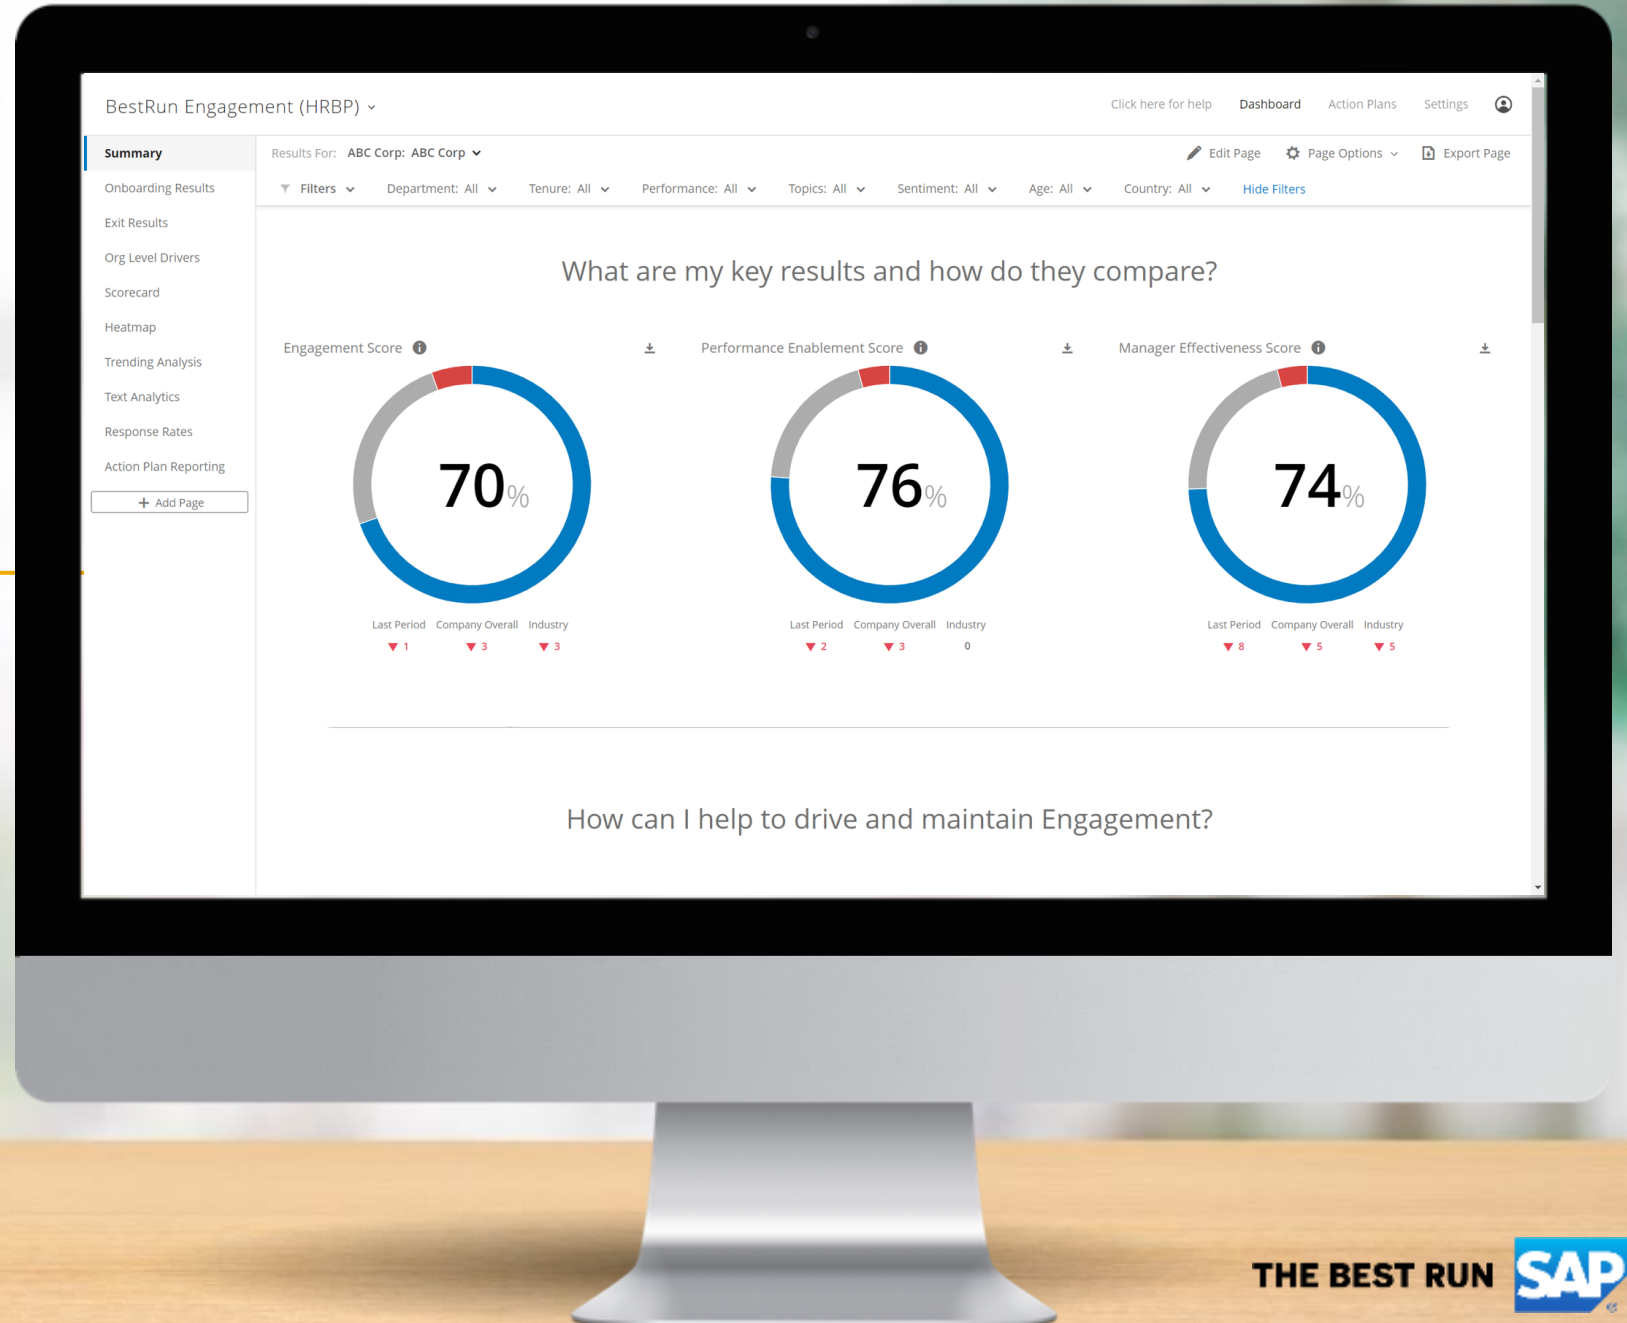 BestRun Engagement (HRBP)
Click here for help Dashboard Action Plans Settings
Summary
Onboarding Results
Exit Results
Org Level Drivers
Scorecard
Heatmap
Trending Analysis
Text Analytics
Response Rates
Action Plan Reporting
+ Add Page
Results For: ABC Corp: ABC Corp
Edit Page Page Options Export Page
Filters Department: All Tenure: All Performance: All Topics: All Sentiment: All Age: All Country: All Hide Filters
What are my key results and how do they compare?
Engagement Score
70%
Last Period Company Overall Industry
▼ 1 ▼ 3 ▼ 3
Performance Enablement Score
76%
Last Period Company Overall Industry
▼ 2 ▼ 3 0
Manager Effectiveness Score
74%
Last Period Company Overall Industry
▼ 8 ▼ 5 ▼ 5
How can I help to drive and maintain Engagement?
THE BEST RUN SAP